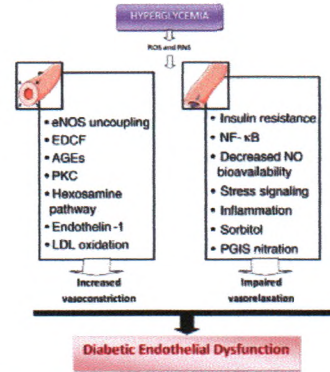 HYPERGLYCEMIA
ROS and RNS
• eNOS uncoupling
• EDCF
• AGEs
• PKC
• Hexosamine
pathway
• Endothelin -1
• LDL oxidation
• Insulin resistance
• NF- κB
• Decreased NO
bioavailability
• Stress signaling
• Inflammation
• Sorbitol
• PGIS nitration
Increased
vasoconstriction
Impaired
vasorelaxation
Diabetic Endothelial Dysfunction